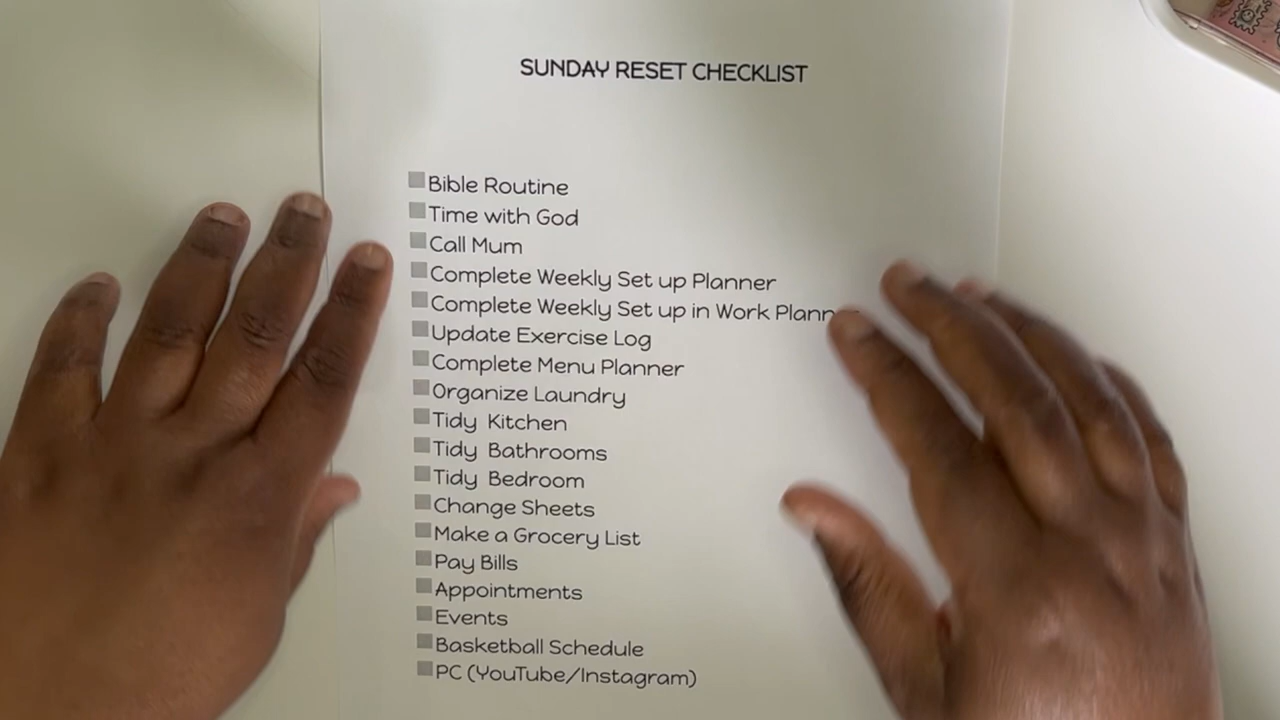 SUNDAY RESET CHECKLIST
Bible Routine
Time with God
Call Mum
Complete Weekly Set up Planner
Complete Weekly Set up in Work
Update Exercise Log
Complete Menu Planner
Organize Laundry
Tidy Kitchen
Tidy Bathrooms
Tidy Bedroom
Change Sheets
Make a Grocery List
Pay Bills
Appointments
Events
Basketball Schedule
PC (YouTube/Instagram)